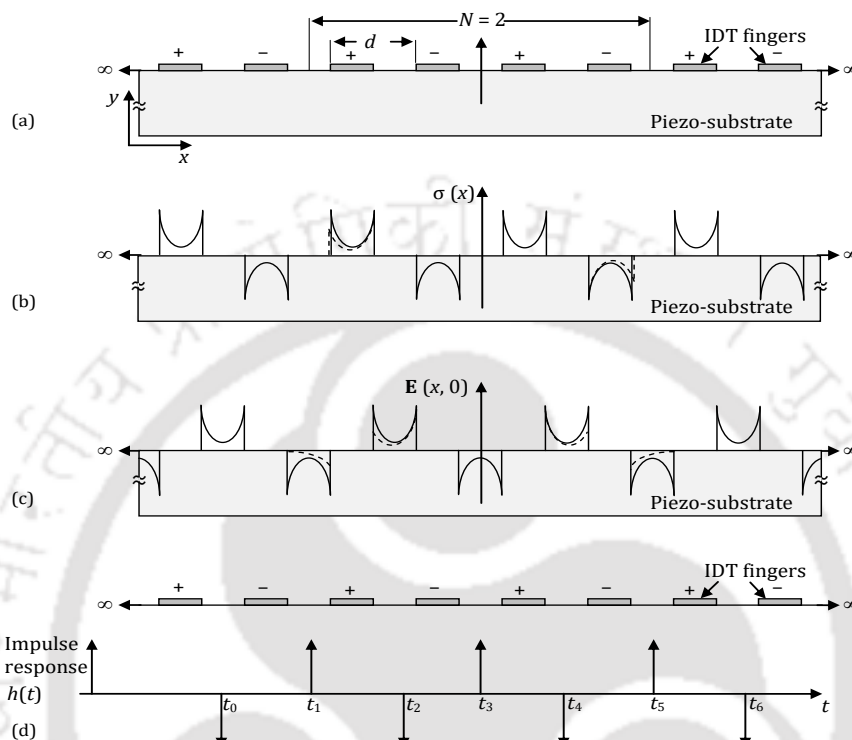 N = 2
d
IDT fingers
+ − + − + − + −
∞ ∞
y
Piezo-substrate
(a)
x
σ (x)
∞ ∞
Piezo-substrate
(b)
E (x, 0)
∞ ∞
Piezo-substrate
(c)
IDT fingers
+ − + − + − + −
∞ ∞
Impulse
response
h(t)
t0 t1 t2 t3 t4 t5 t6 t
(d)